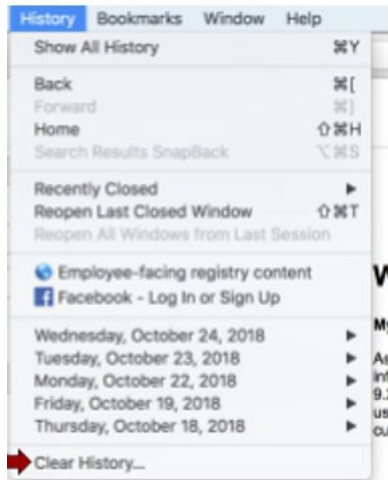 History Bookmarks Window Help
Show All History ⌘Y
Back ⌘[
Forward ⌘]
Home ⇧⌘H
Search Results SnapBack ⌥⌘S
Recently Closed ▶
Reopen Last Closed Window ⇧⌘T
Reopen All Windows from Last Session
Employee-facing registry content
Facebook - Log In or Sign Up
Wednesday, October 24, 2018 ▶
Tuesday, October 23, 2018 ▶
Monday, October 22, 2018 ▶
Friday, October 19, 2018 ▶
Thursday, October 18, 2018 ▶
Clear History...